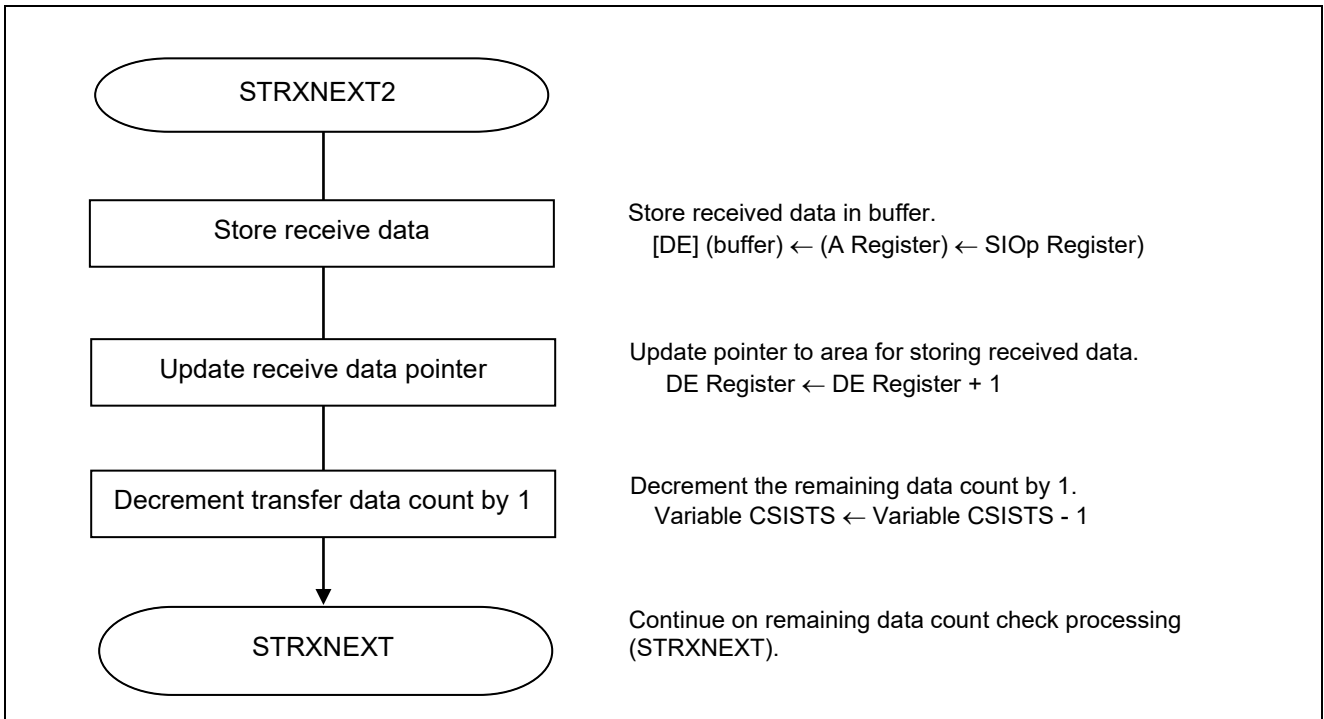 STRXNEXT2
Store receive data
Store received data in buffer.
[DE] (buffer) ← (A Register) ← SIOp Register)
Update receive data pointer
Update pointer to area for storing received data.
DE Register ← DE Register + 1
Decrement transfer data count by 1
Decrement the remaining data count by 1.
Variable CSISTS ← Variable CSISTS - 1
STRXNEXT
Continue on remaining data count check processing
(STRXNEXT).